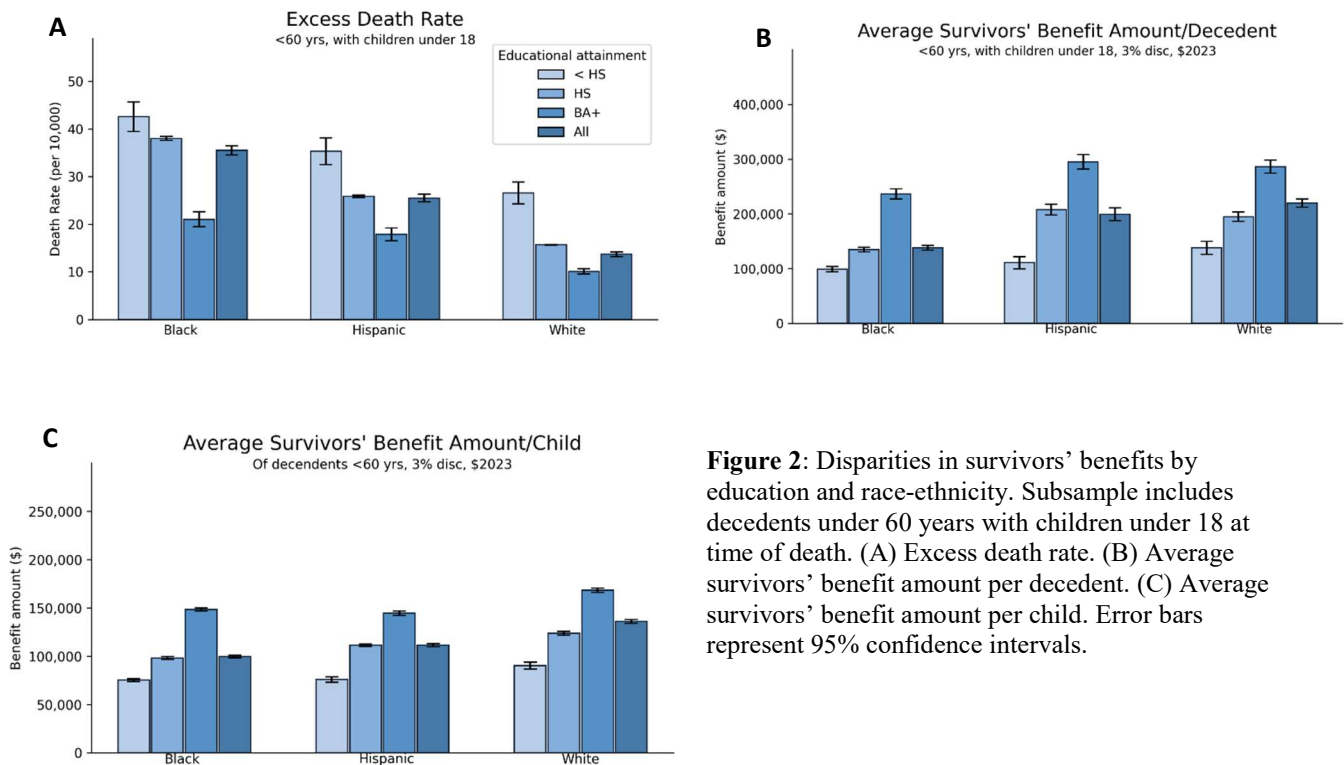 A
Excess Death Rate
<60 yrs, with children under 18
Educational attainment
< HS
HS
BA+
All
Death Rate (per 10,000)
50
40
30
20
10
0
Black
Hispanic
White
B
Average Survivors' Benefit Amount/Decedent
<60 yrs, with children under 18, 3% disc, $2023
Benefit amount ($)
400,000
300,000
200,000
100,000
0
Black
Hispanic
White
C
Average Survivors' Benefit Amount/Child
Of decendents <60 yrs, 3% disc, $2023
Benefit amount ($)
250,000
200,000
150,000
100,000
50,000
0
Black
Hispanic
White
Figure 2: Disparities in survivors’ benefits by
education and race-ethnicity. Subsample includes
decedents under 60 years with children under 18 at
time of death. (A) Excess death rate. (B) Average
survivors’ benefit amount per decedent. (C) Average
survivors’ benefit amount per child. Error bars
represent 95% confidence intervals.